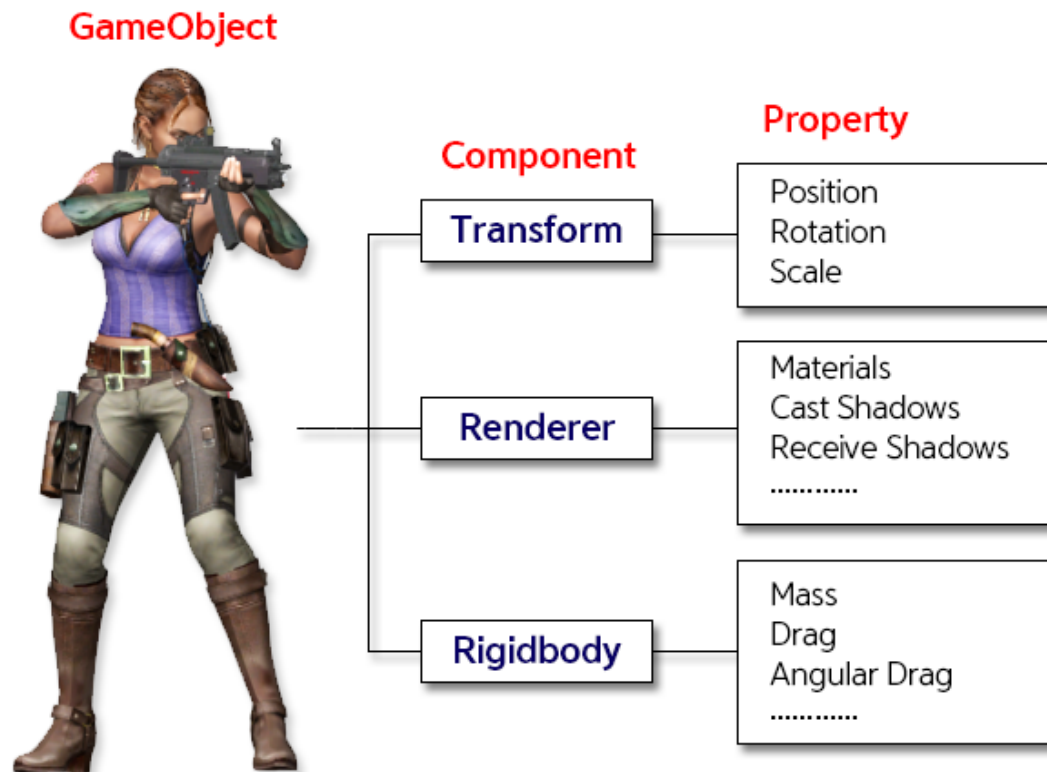 GameObject
Component
Property
Transform
Position
Rotation
Scale
Renderer
Materials
Cast Shadows
Receive Shadows
............
Rigidbody
Mass
Drag
Angular Drag
............